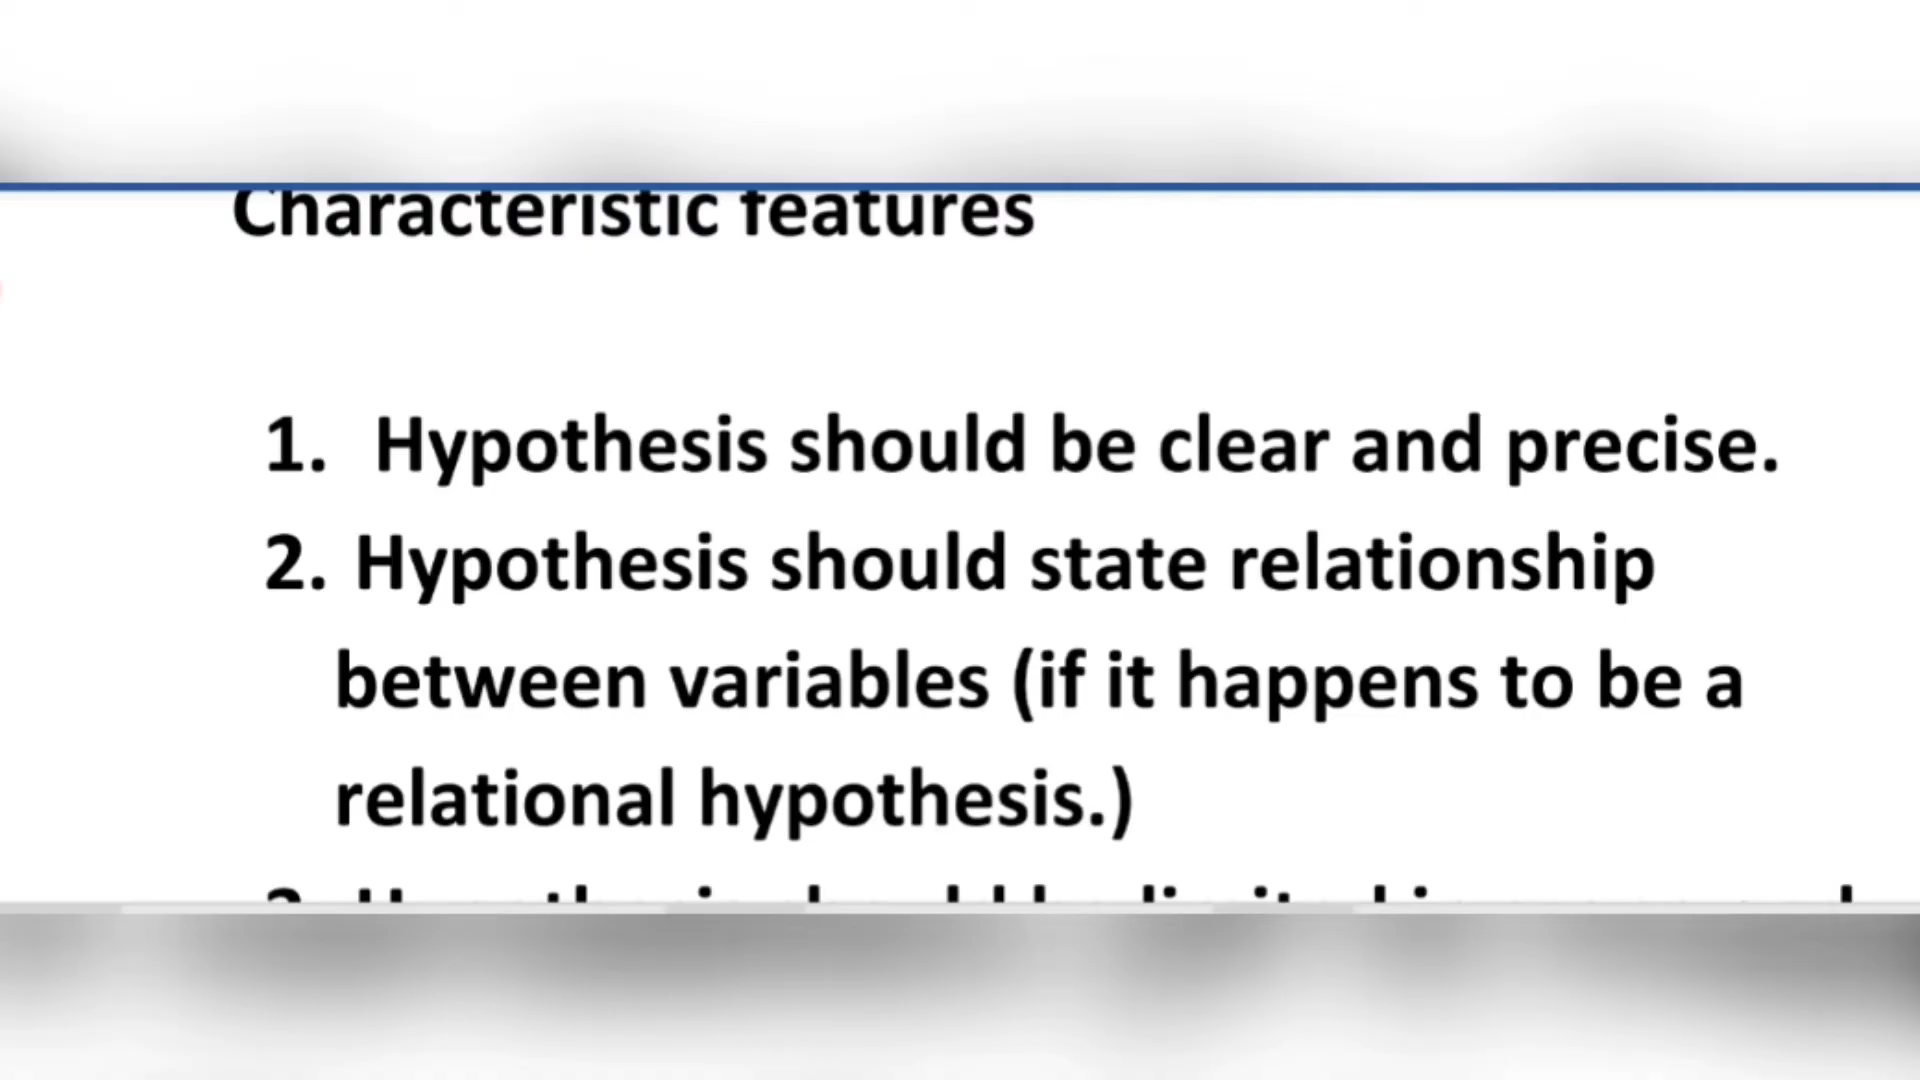 Characteristic features
1. Hypothesis should be clear and precise.
2. Hypothesis should state relationship
between variables (if it happens to be a
relational hypothesis.)